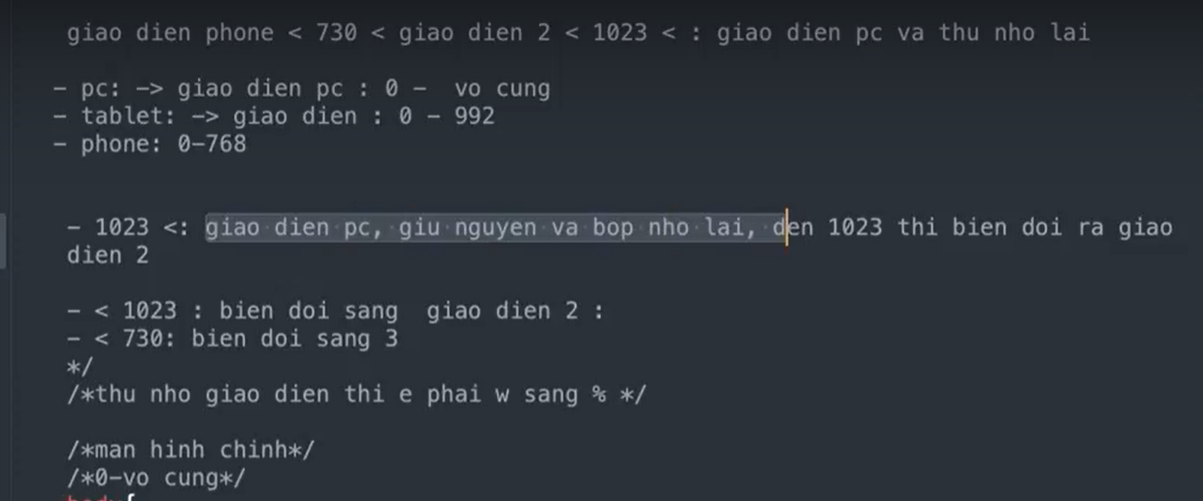 giao dien phone < 730 < giao dien 2 < 1023 < : giao dien pc va thu nho lai
- pc: -> giao dien pc : 0 - vo cung
- tablet: -> giao dien : 0 - 992
- phone: 0-768
- 1023 <: giao dien pc, giu nguyen va bop nho lai, den 1023 thi bien doi ra giao
dien 2
- < 1023 : bien doi sang giao dien 2 :
- < 730: bien doi sang 3
*/
/*thu nho giao dien thi e phai w sang % */
/*man hinh chinh*/
/*0-vo cung*/
body{